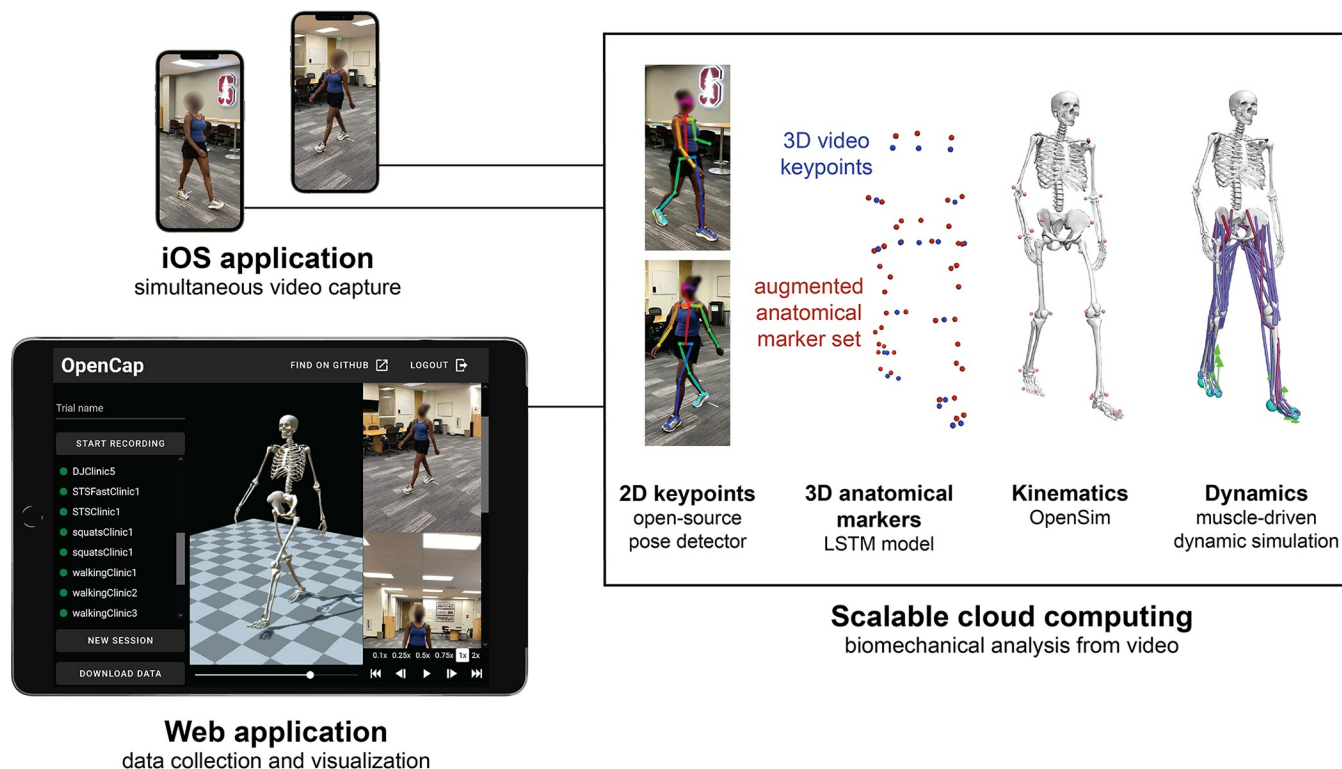 iOS application
simultaneous video capture
OpenCap
FIND ON GITHUB
LOGOUT
Trial name
START RECORDING
DJClinic5
STSFastClinic1
STSClinic1
squatsClinic1
squatsClinic1
walkingClinic1
walkingClinic2
walkingClinic3
NEW SESSION
DOWNLOAD DATA
0.1x 0.25x 0.5x 0.75x 1x 2x
Web application
data collection and visualization
S
S
3D video
keypoints
augmented
anatomical
marker set
2D keypoints
open-source
pose detector
3D anatomical
markers
LSTM model
Kinematics
OpenSim
Dynamics
muscle-driven
dynamic simulation
Scalable cloud computing
biomechanical analysis from video